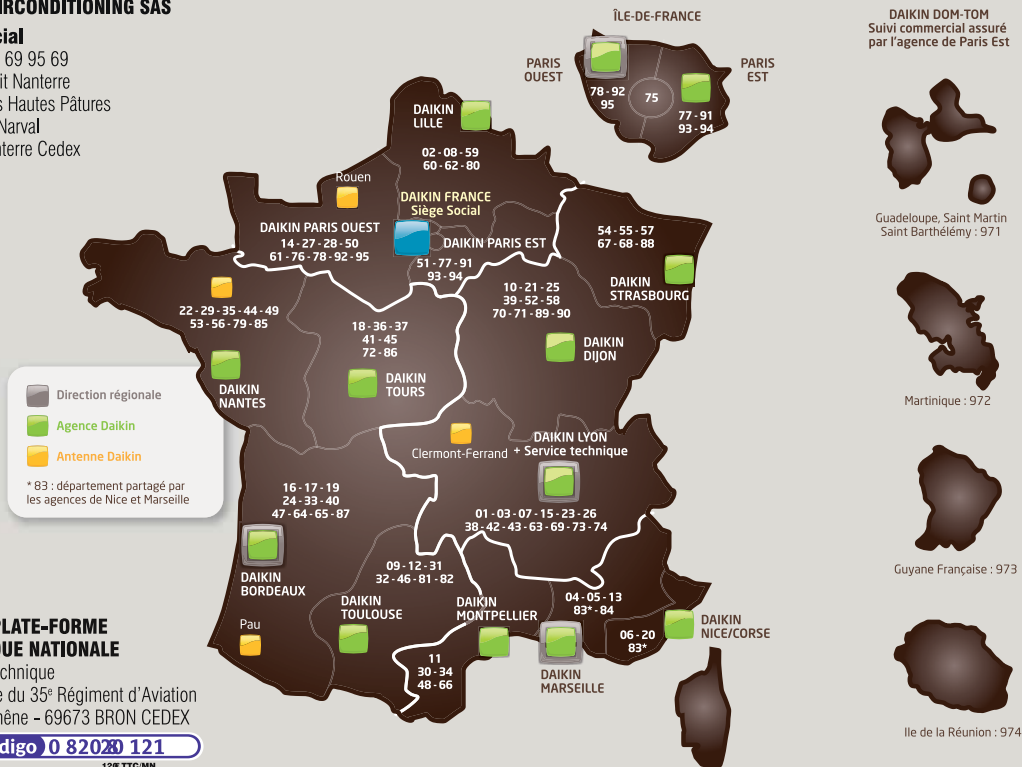 IRCONDITIONING SAS
cial
69 95 69
it Nanterre
s Hautes Pâtures
Narval
nterre Cedex
ÎLE-DE-FRANCE
PARIS
OUEST
PARIS
EST
78 - 92
95
75
77 - 91
93 - 94
DAIKIN DOM-TOM
Suivi commercial assuré
par l'agence de Paris Est
Guadeloupe, Saint Martin
Saint Barthélémy : 971
Martinique : 972
Guyane Française : 973
Ile de la Réunion : 974
DAIKIN
LILLE
02 - 08 - 59
60 - 62 - 80
Rouen
DAIKIN FRANCE
Siège Social
DAIKIN PARIS OUEST
14 - 27 - 28 - 50
61 - 76 - 78 - 92 - 95
DAIKIN PARIS EST
51 - 77 - 91
93 - 94
54 - 55 - 57
67 - 68 - 88
DAIKIN
STRASBOURG
22 - 29 - 35 - 44 - 49
53 - 56 - 79 - 85
DAIKIN
NANTES
18 - 36 - 37
41 - 45
72 - 86
DAIKIN
TOURS
10 - 21 - 25
39 - 52 - 58
70 - 71 - 89 - 90
DAIKIN
DIJON
Direction régionale
Agence Daikin
Antenne Daikin
* 83 : département partagé par
les agences de Nice et Marseille
Clermont-Ferrand
DAIKIN LYON
+ Service technique
01 - 03 - 07 - 15 - 23 - 26
38 - 42 - 43 - 63 - 69 - 73 - 74
16 - 17 - 19
24 - 33 - 40
47 - 64 - 65 - 87
DAIKIN
BORDEAUX
Pau
09 - 12 - 31
32 - 46 - 81 - 82
DAIKIN
TOULOUSE
DAIKIN
MONTPELLIER
11
30 - 34
48 - 66
04 - 05 - 13
83* - 84
DAIKIN
MARSEILLE
06 - 20
83*
DAIKIN
NICE/CORSE
PLATE-FORME
QUE NATIONALE
echnique
e du 35e Régiment d'Aviation
hêne - 69673 BRON CEDEX
digo 0 820 121